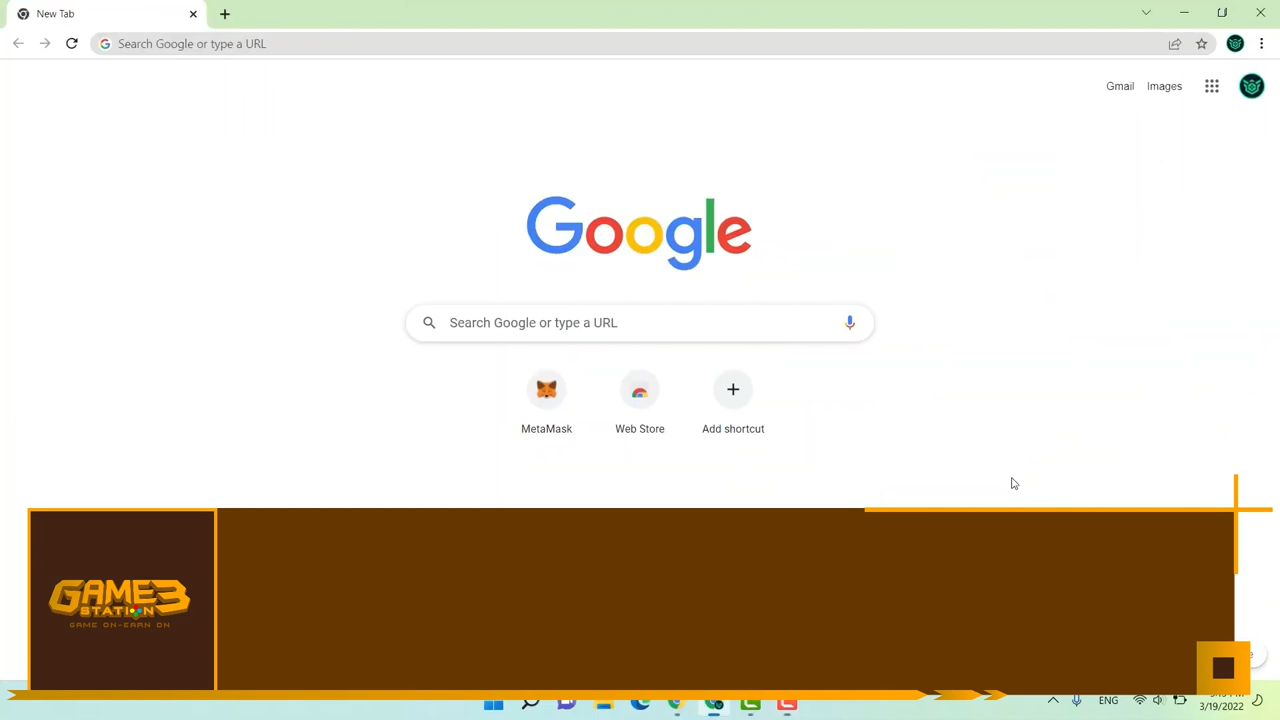 New Tab
Search Google or type a URL
Gmail
Images
Google
Search Google or type a URL
MetaMask
Web Store
Add shortcut
GAME3
STATION
GAME ON-EARN ON
ENG
3/19/2022